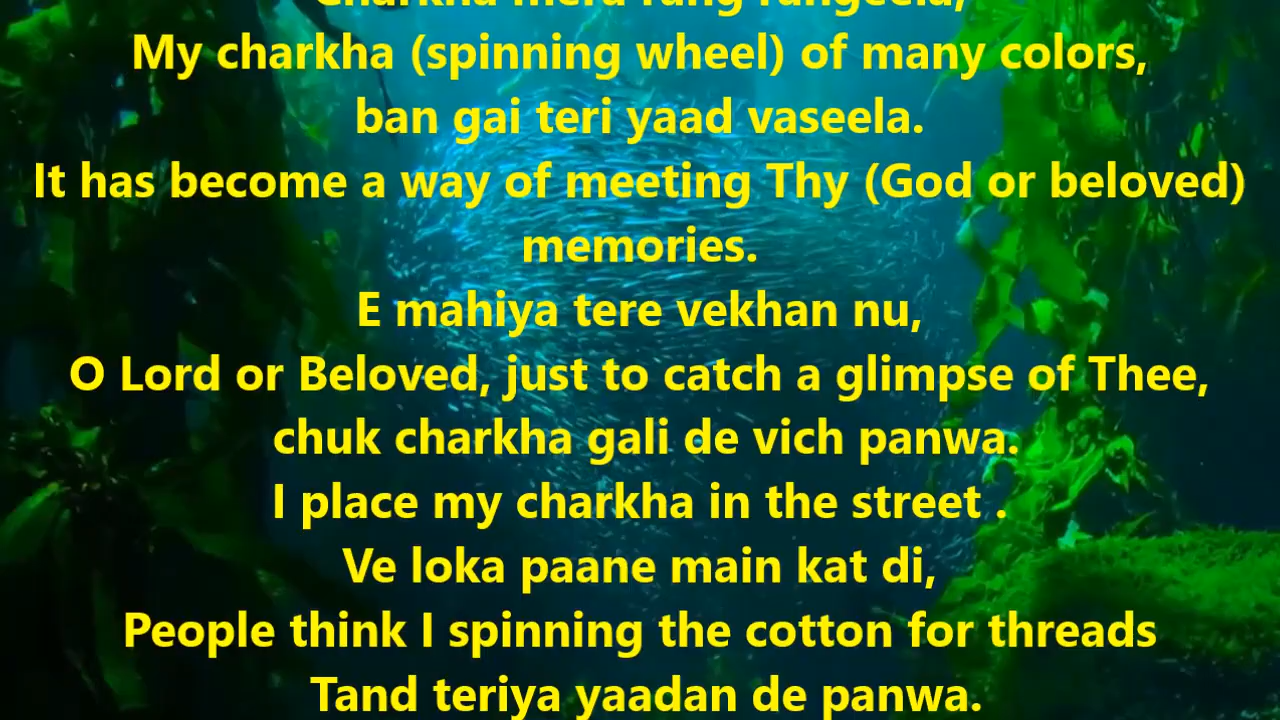 Charkha mera rang rangeela,
My charkha (spinning wheel) of many colors,
ban gai teri yaad vaseela.
It has become a way of meeting Thy (God or beloved)
memories.
E mahiya tere vekhan nu,
O Lord or Beloved, just to catch a glimpse of Thee,
chuk charkha gali de vich panwa.
I place my charkha in the street .
Ve loka paane main kat di,
People think I spinning the cotton for threads
Tand teriya yaadan de panwa.